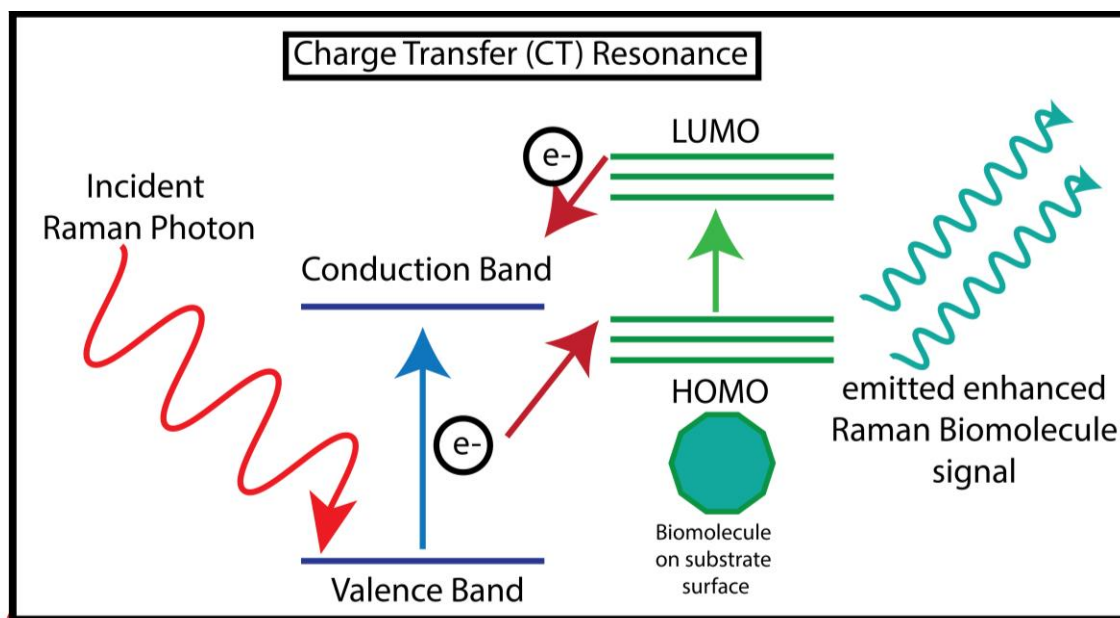 Charge Transfer (CT) Resonance
LUMO
e-
Incident
Raman Photon
Conduction Band
HOMO
e-
emitted enhanced
Raman Biomolecule
signal
Biomolecule
on substrate
surface
Valence Band